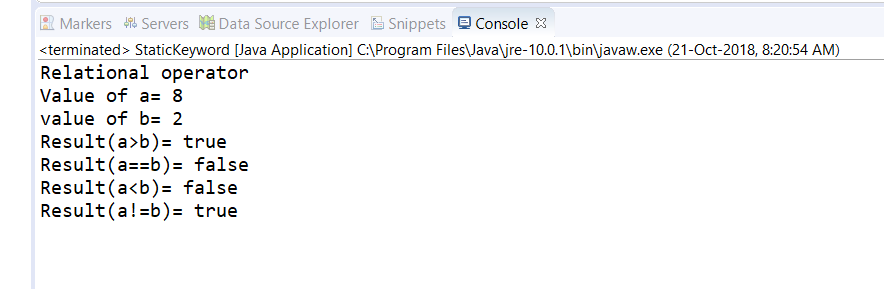 Markers Servers Data Source Explorer Snippets Console
<terminated> StaticKeyword [Java Application] C:\Program Files\Java\jre-10.0.1\bin\javaw.exe (21-Oct-2018, 8:20:54 AM)
Relational operator
Value of a= 8
value of b= 2
Result(a>b)= true
Result(a==b)= false
Result(a<b)= false
Result(a!=b)= true